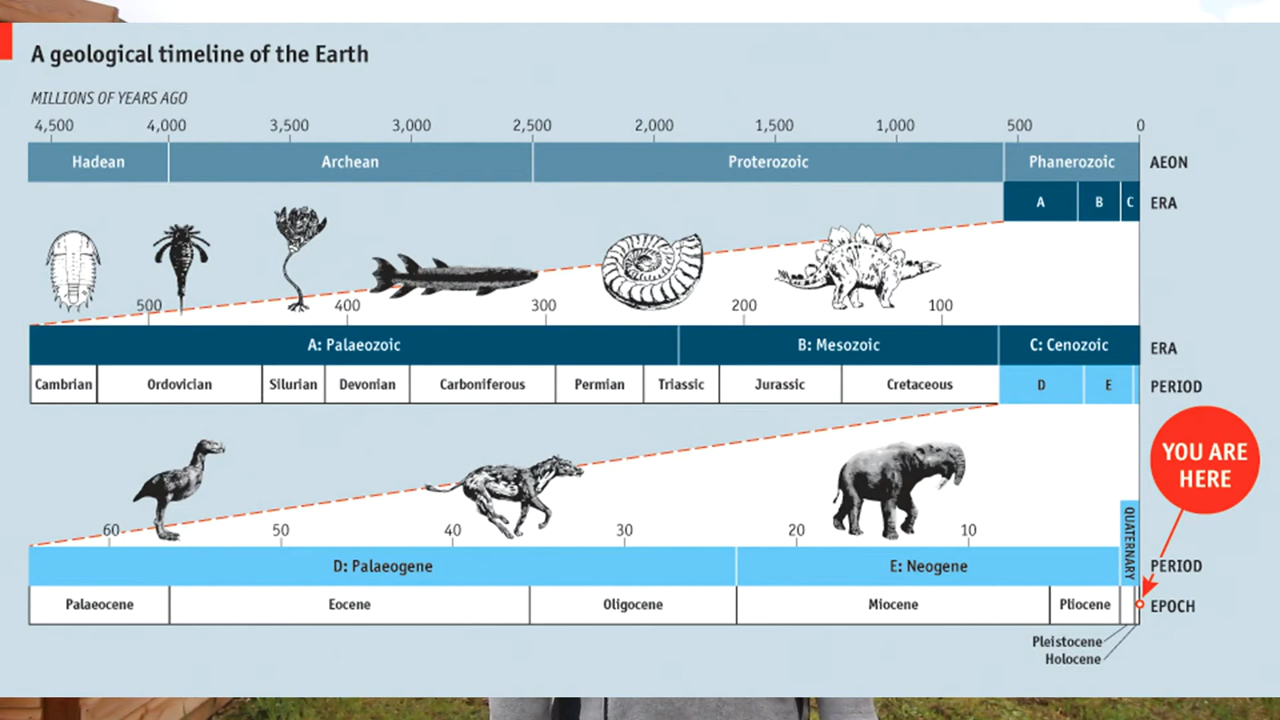 A geological timeline of the Earth
MILLIONS OF YEARS AGO
4,500 4,000 3,500 3,000 2,500 2,000 1,500 1,000 500 0
Hadean Archean Proterozoic Phanerozoic AEON
A B C ERA
500 400 300 200 100
A: Palaeozoic B: Mesozoic C: Cenozoic ERA
Cambrian Ordovician Silurian Devonian Carboniferous Permian Triassic Jurassic Cretaceous D E PERIOD
YOU ARE
HERE
60 50 40 30 20 10
QUATERNARY
D: Palaeogene E: Neogene PERIOD
Palaeocene Eocene Oligocene Miocene Pliocene EPOCH
Pleistocene
Holocene